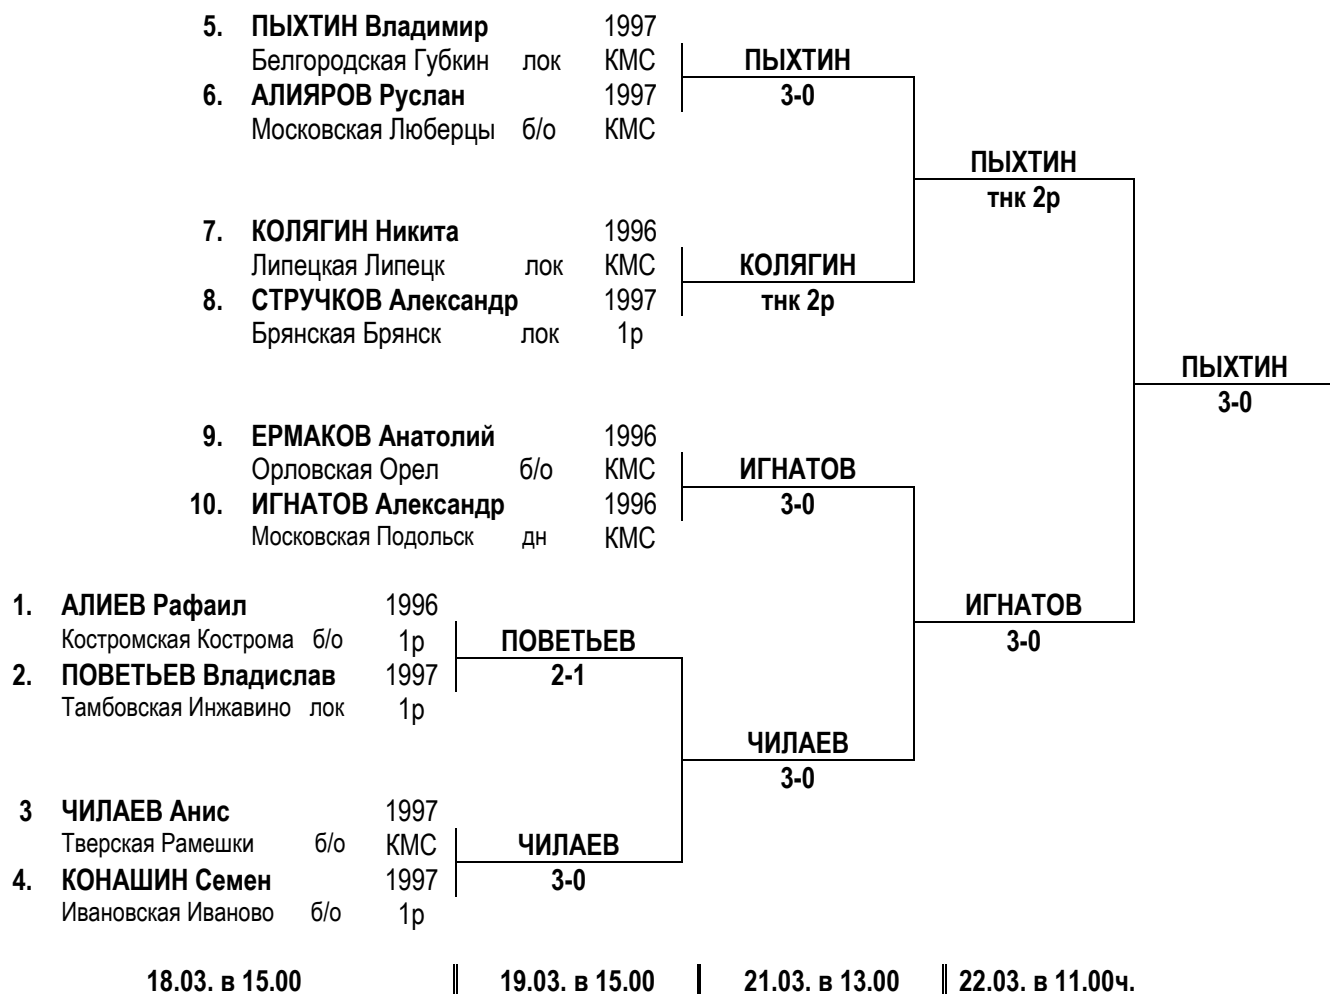 5. ПЫХТИН Владимир 1997
Белгородская Губкин лок КМС ПЫХТИН
6. АЛИЯРОВ Руслан 1997 3-0
Московская Люберцы б/о КМС
ПЫХТИН
тнк 2р
7. КОЛЯГИН Никита 1996
Липецкая Липецк лок КМС КОЛЯГИН
8. СТРУЧКОВ Александр 1997 тнк 2р
Брянская Брянск лок 1р
ПЫХТИН
3-0
9. ЕРМАКОВ Анатолий 1996
Орловская Орел б/о КМС ИГНАТОВ
10. ИГНАТОВ Александр 1996 3-0
Московская Подольск дн КМС
1. АЛИЕВ Рафаил 1996 ИГНАТОВ
Костромская Кострома б/о 1р ПОВЕТЬЕВ 3-0
2. ПОВЕТЬЕВ Владислав 1997 2-1
Тамбовская Инжавино лок 1р
ЧИЛАЕВ
3-0
3 ЧИЛАЕВ Анис 1997
Тверская Рамешки б/о КМС ЧИЛАЕВ
4. КОНАШИН Семен 1997 3-0
Ивановская Иваново б/о 1р
18.03. в 15.00 19.03. в 15.00 21.03. в 13.00 22.03. в 11.00ч.